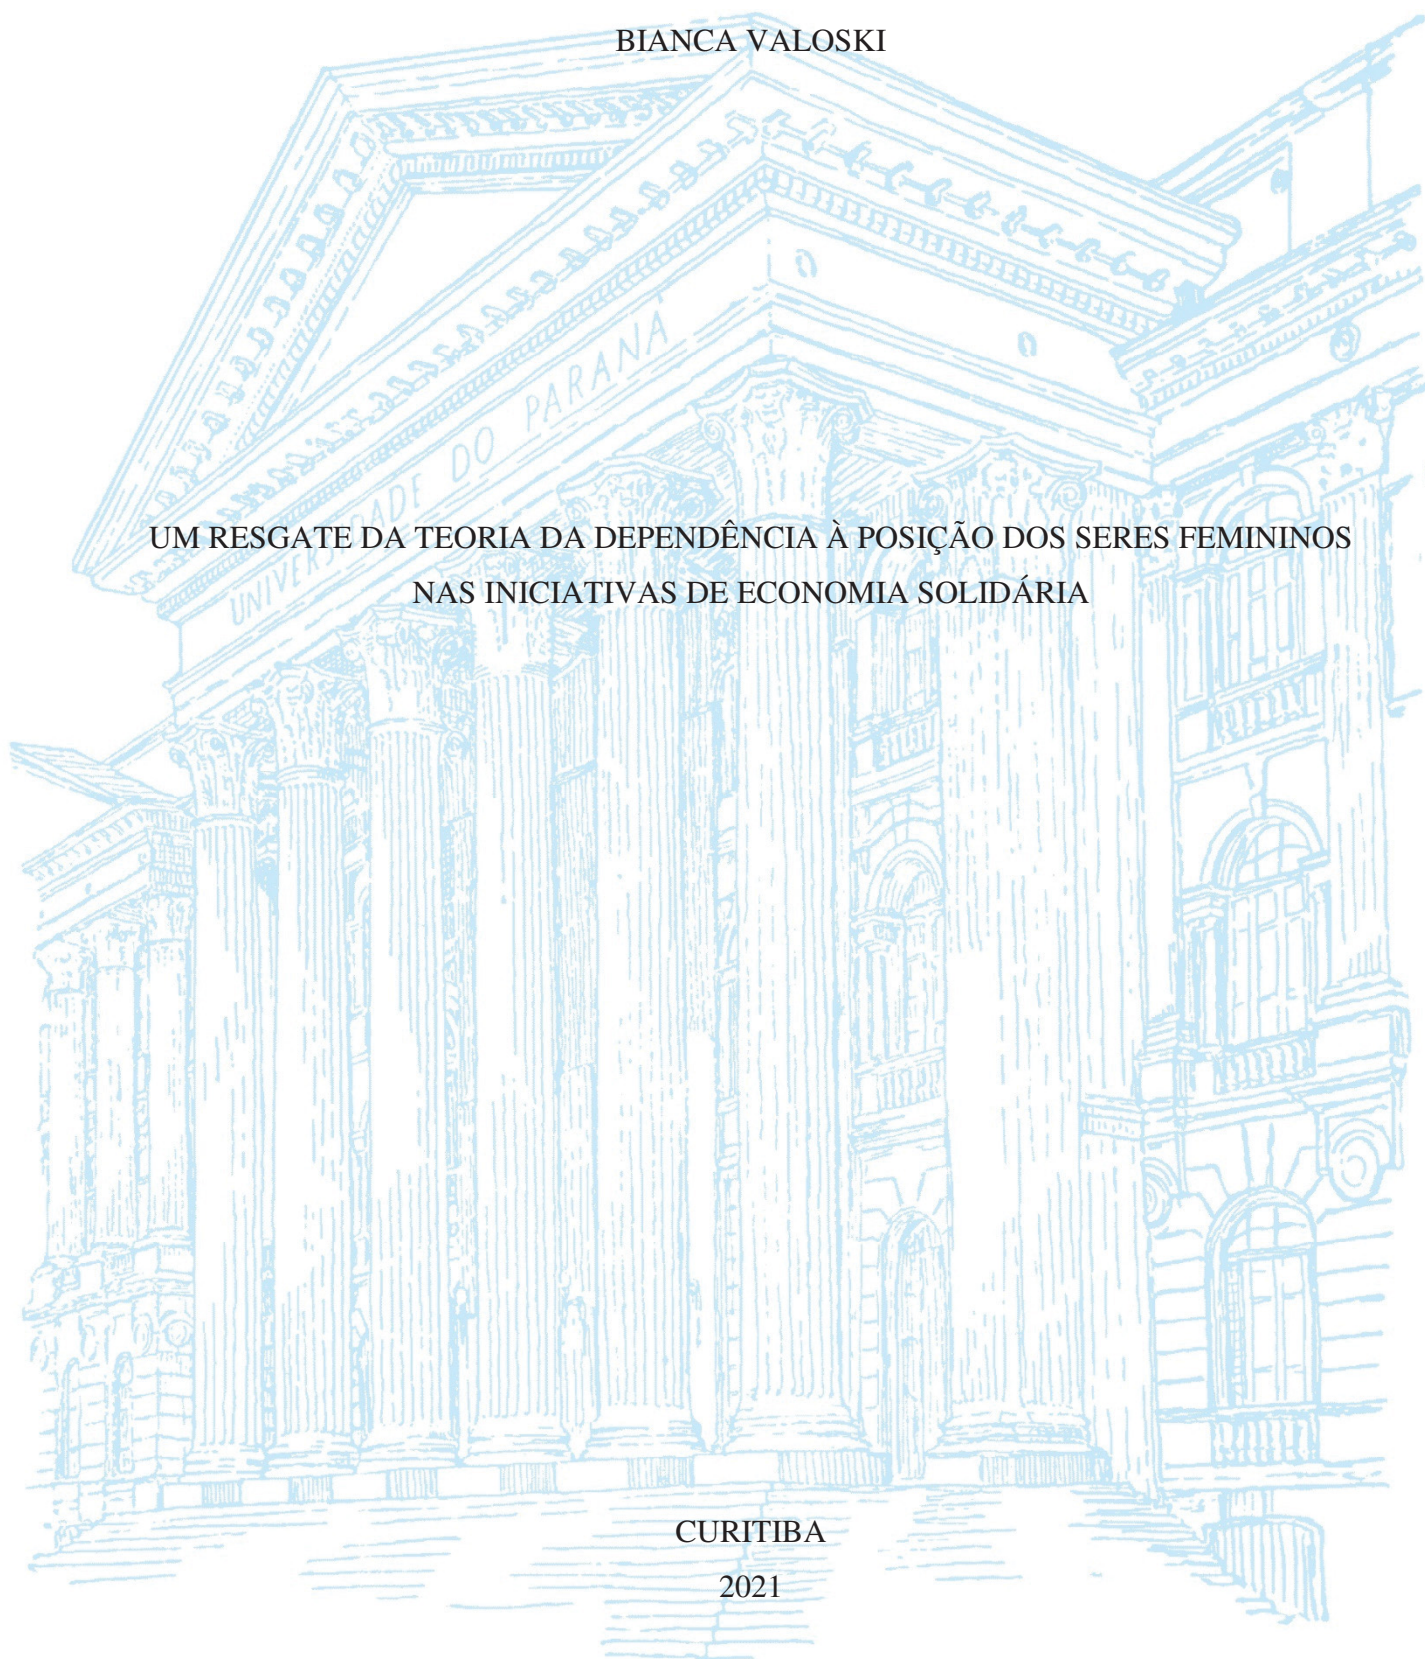 BIANCA VALOSKI
UNIVERSIDADE DO PARANÁ
UM RESGATE DA TEORIA DA DEPENDÊNCIA À POSIÇÃO DOS SERES FEMININOS
NAS INICIATIVAS DE ECONOMIA SOLIDÁRIA
CURITIBA
2021